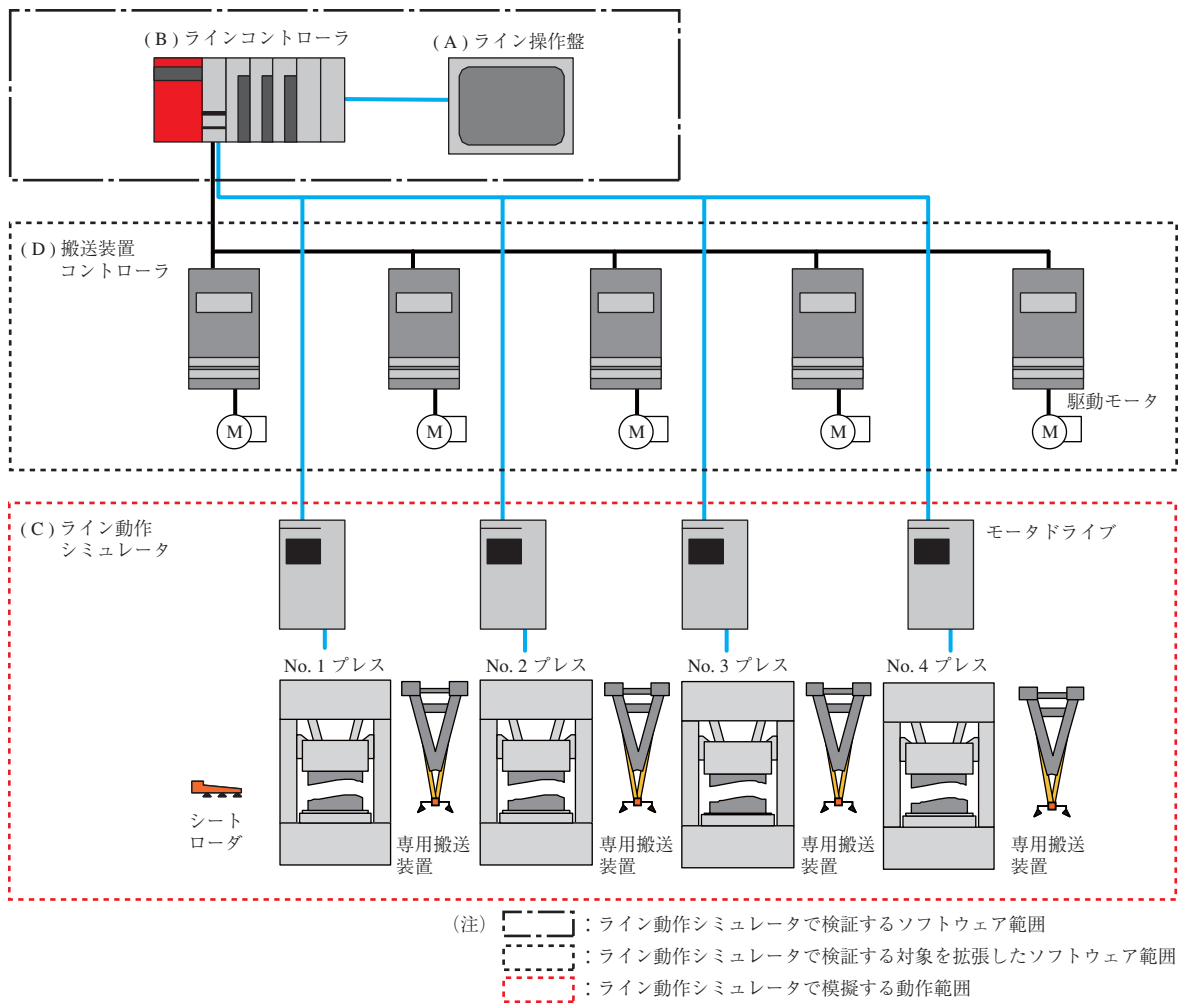 ( B ) ラインコントローラ
( A ) ライン操作盤
( D ) 搬送装置
コントローラ
M
M
M
M
M
駆動モータ
( C ) ライン動作
シミュレータ
モータドライブ
No. 1 プレス
No. 2 プレス
No. 3 プレス
No. 4 プレス
シート
ローダ
専用搬送
装置
専用搬送
装置
専用搬送
装置
専用搬送
装置
(注)
:ライン動作シミュレータで検証するソフトウェア範囲
:ライン動作シミュレータで検証する対象を拡張したソフトウェア範囲
:ライン動作シミュレータで模擬する動作範囲